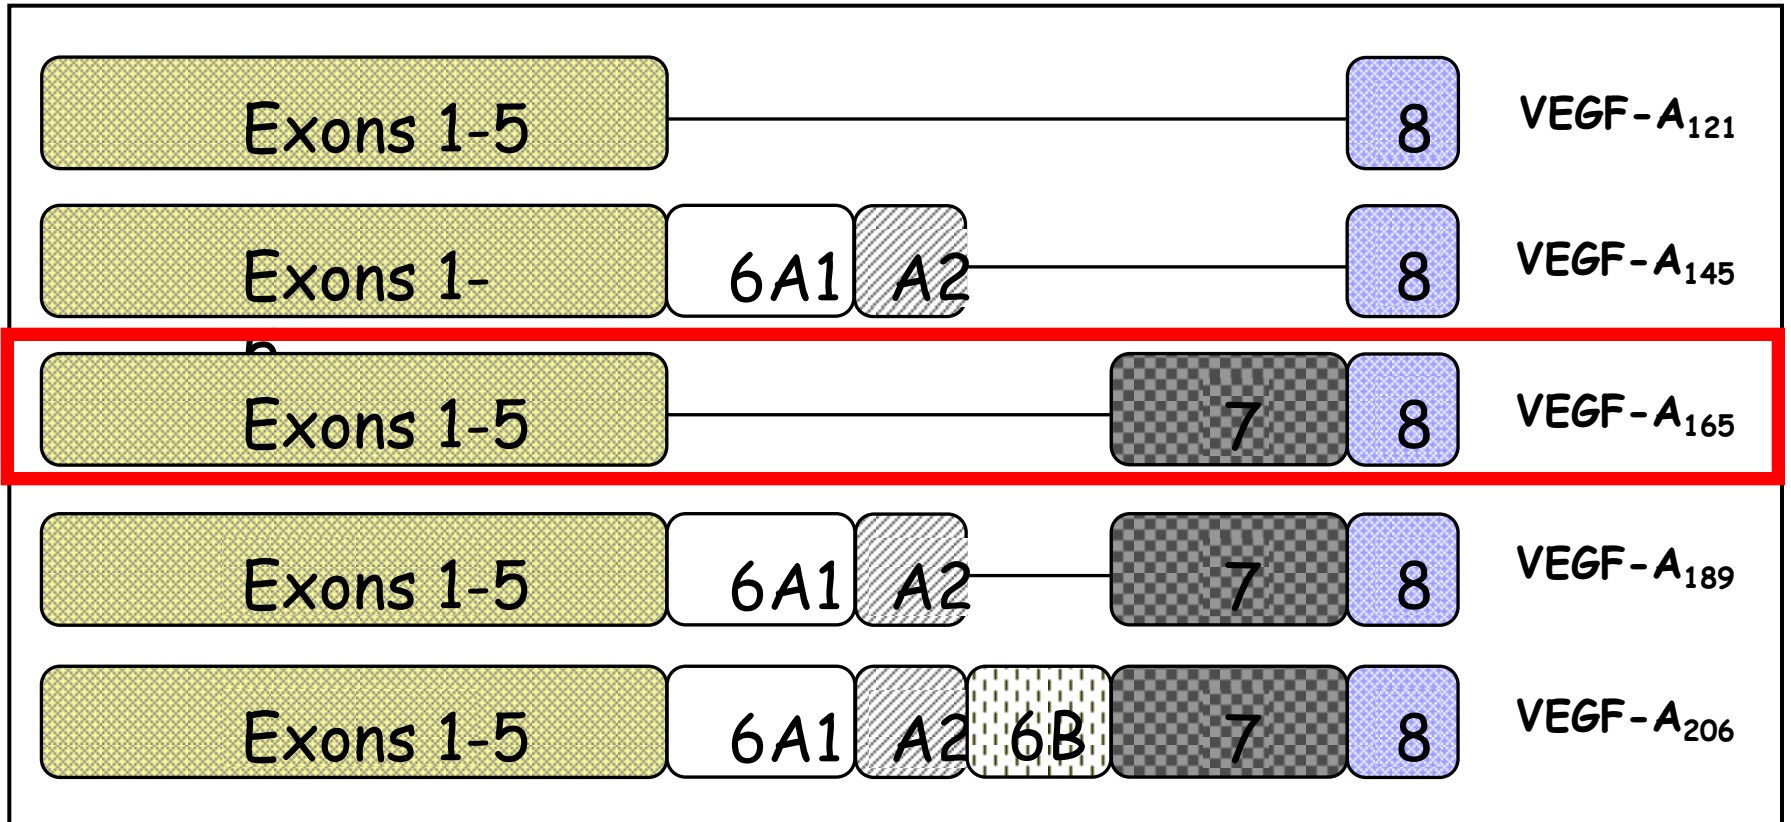 Exons 1-5 8 VEGF-A121
Exons 1- 6A1 A2 8 VEGF-A145
Exons 1-5 7 8 VEGF-A165
Exons 1-5 6A1 A2 7 8 VEGF-A189
Exons 1-5 6A1 A2 6B 7 8 VEGF-A206